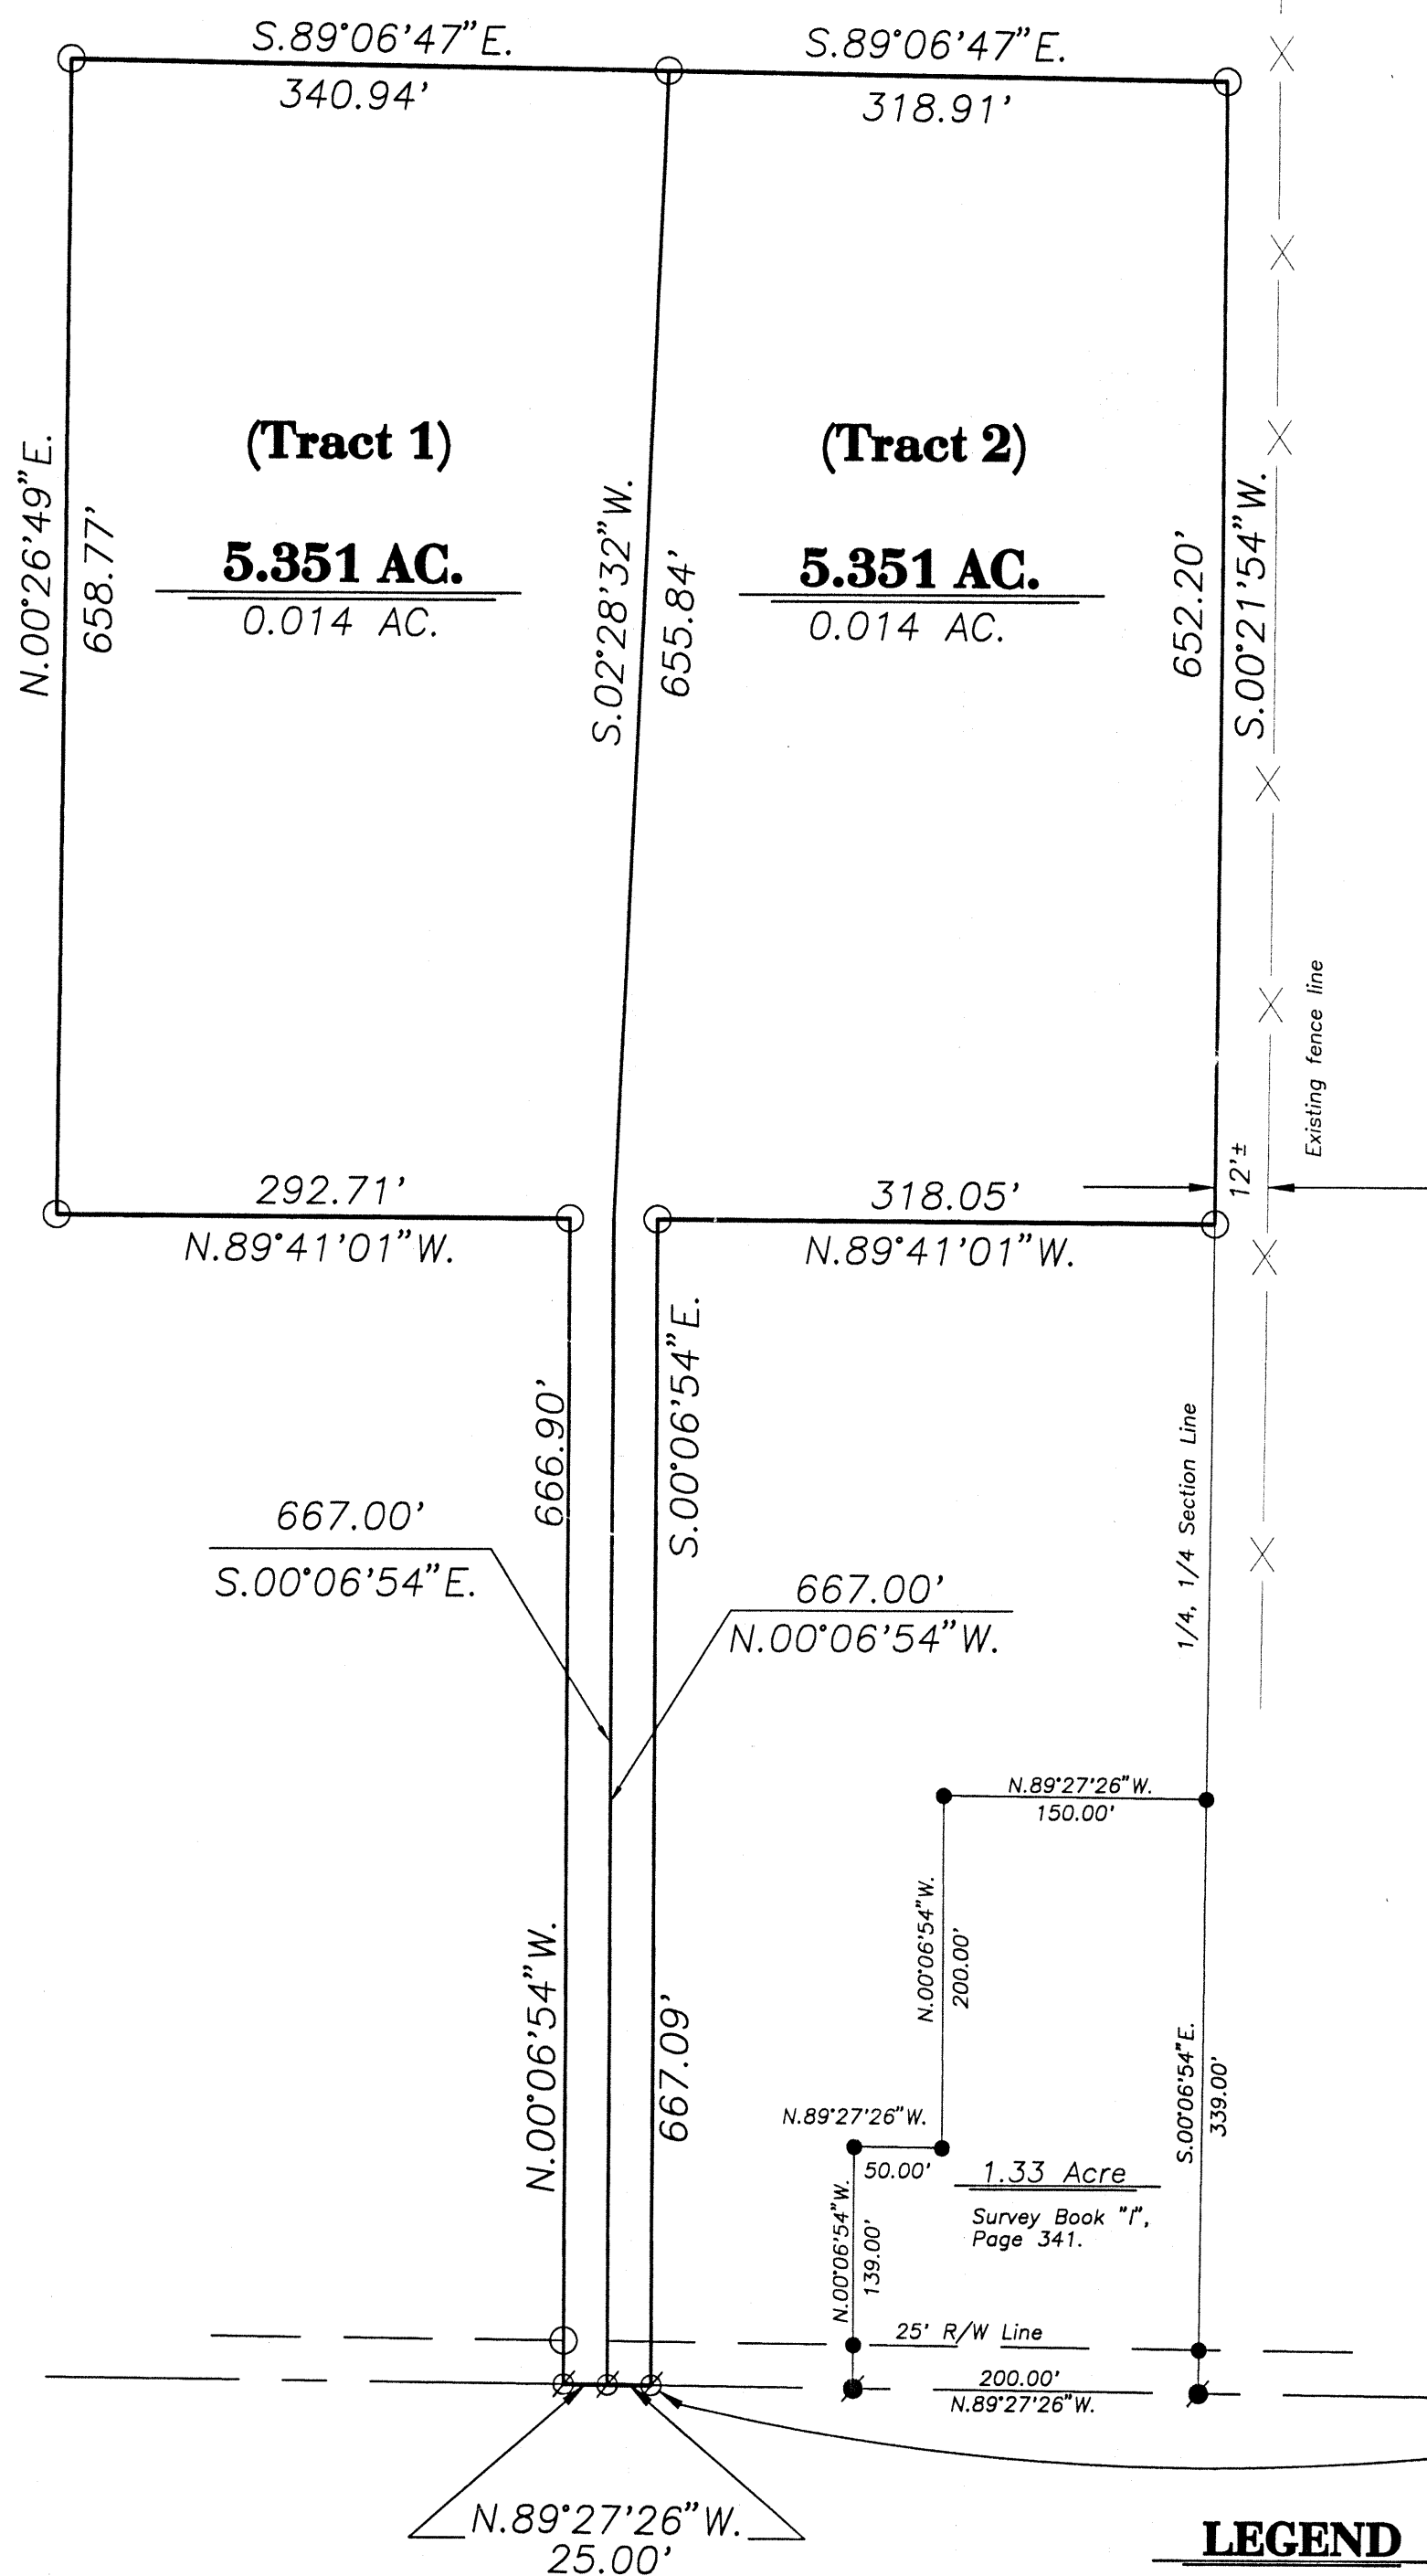 S.89°06'47"E.
340.94'
S.89°06'47"E.
318.91'
N.00°26'49"E.
658.77'
(Tract 1)
5.351 AC.
0.014 AC.
S.02°28'32"W.
655.84'
(Tract 2)
5.351 AC.
0.014 AC.
652.20'
S.00°21'54"W.
Existing fence line
12'±
292.71'
N.89°41'01"W.
318.05'
N.89°41'01"W.
666.90'
N.00°06'54"W.
S.00°06'54"E.
667.09'
667.00'
S.00°06'54"E.
667.00'
N.00°06'54"W.
1/4, 1/4 Section Line
N.89°27'26"W.
150.00'
N.00°06'54"W.
200.00'
S.00°06'54"E.
339.00'
N.89°27'26"W.
50.00'
1.33 Acre
Survey Book "I",
Page 341.
N.00°06'54"W.
139.00'
25' R/W Line
200.00'
N.89°27'26"W.
N.89°27'26"W.
25.00'
LEGEND